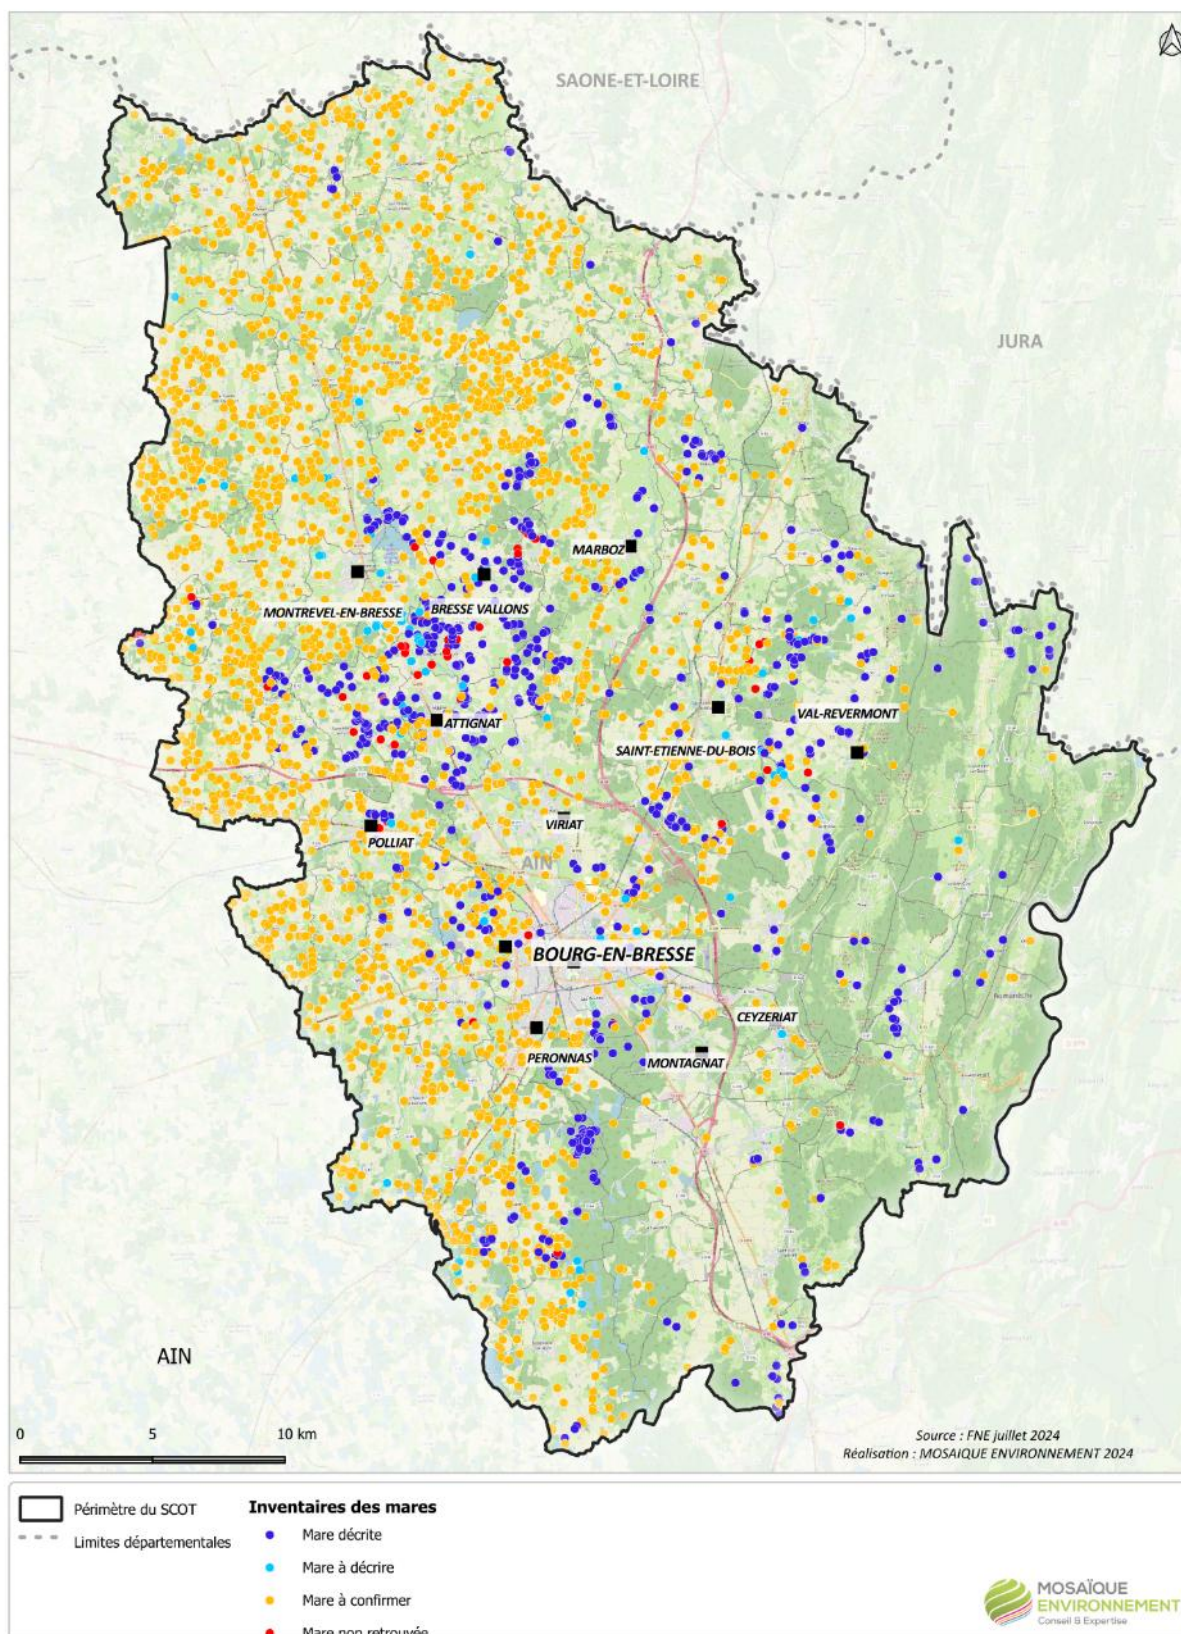 SAONE-ET-LOIRE
JURA
MARBOZ
MONTREVEL-EN-BRESSE
BRESSE VALLONS
ATTIGNAT
VAL-REVERMONT
SAINT-ETIENNE-DU-BOIS
VIRIAT
POLLIAT
AIN
BOURG-EN-BRESSE
CEYZERIAT
PERONNAS
MONTAGNAT
AIN
0 5 10 km
Source : FNE juillet 2024
Réalisation : MOSAIQUE ENVIRONNEMENT 2024
Périmètre du SCOT
Limites départementales
Inventaires des mares
Mare décrite
Mare à décrire
Mare à confirmer
Mare non retrouvée
MOSAÏQUE
ENVIRONNEMENT
Conseil & Expertise